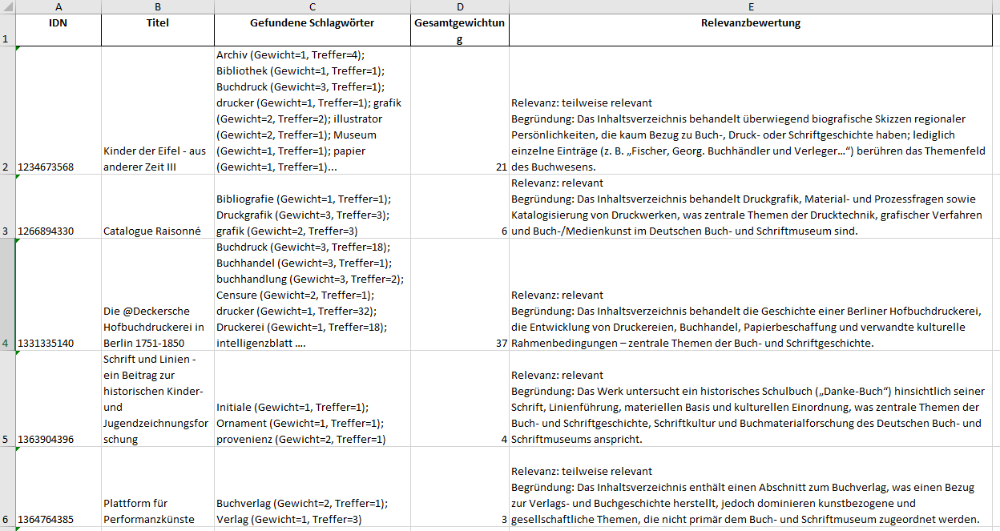 A B C D E
1 IDN Titel Gefundene Schlagwörter Gesamtgewichtun
g Relevanzbewertung
2 1234673568
Kinder der Eifel - aus
anderer Zeit III
Archiv (Gewicht=1, Treffer=4);
Bibliothek (Gewicht=1, Treffer=1);
Buchdruck (Gewicht=3, Treffer=1);
drucker (Gewicht=1, Treffer=1); grafik
(Gewicht=2, Treffer=2); illustrator
(Gewicht=2, Treffer=1); Museum
(Gewicht=1, Treffer=1); papier
(Gewicht=1, Treffer=1)...
21
Relevanz: teilweise relevant
Begründung: Das Inhaltsverzeichnis behandelt überwiegend biografische Skizzen regionaler
Persönlichkeiten, die kaum Bezug zu Buch-, Druck- oder Schriftgeschichte haben; lediglich
einzelne Einträge (z. B. „Fischer, Georg. Buchhändler und Verleger…“) berühren das Themenfeld
des Buchwesens.
3 1266894330
Catalogue Raisonné
Bibliografie (Gewicht=1, Treffer=1);
Druckgrafik (Gewicht=3, Treffer=3);
grafik (Gewicht=2, Treffer=3)
6
Relevanz: relevant
Begründung: Das Inhaltsverzeichnis behandelt Druckgrafik, Material- und Prozessfragen sowie
Katalogisierung von Druckwerken, was zentrale Themen der Drucktechnik, grafischer Verfahren
und Buch-/Medienkunst im Deutschen Buch- und Schriftmuseum sind.
4 1331335140
Die @Deckersche
Hofbuchdruckerei in
Berlin 1751-1850
Buchdruck (Gewicht=3, Treffer=18);
Buchhandel (Gewicht=3, Treffer=1);
buchhandlung (Gewicht=3, Treffer=2);
Censure (Gewicht=2, Treffer=1);
drucker (Gewicht=1, Treffer=32);
Druckerei (Gewicht=1, Treffer=18);
intelligenzblatt ....
37
Relevanz: relevant
Begründung: Das Inhaltsverzeichnis behandelt die Geschichte einer Berliner Hofbuchdruckerei,
die Entwicklung von Druckereien, Buchhandel, Papierbeschaffung und verwandte kulturelle
Rahmenbedingungen – zentrale Themen der Buch- und Schriftgeschichte.
5 1363904396
Schrift und Linien -
ein Beitrag zur
historischen Kinder-
und
Jugendzeichnungsfor
schung
Initiale (Gewicht=1, Treffer=1);
Ornament (Gewicht=1, Treffer=1);
provenienz (Gewicht=2, Treffer=1)
4
Relevanz: relevant
Begründung: Das Werk untersucht ein historisches Schulbuch („Danke-Buch“) hinsichtlich seiner
Schrift, Linienführung, materiellen Basis und kulturellen Einordnung, was zentrale Themen der
Buch- und Schriftgeschichte, Schriftkultur und Buchmaterialforschung des Deutschen Buch- und
Schriftmuseums anspricht.
6 1364764385
Plattform für
Performanzkünste
Buchverlag (Gewicht=2, Treffer=1);
Verlag (Gewicht=1, Treffer=3)
3
Relevanz: teilweise relevant
Begründung: Das Inhaltsverzeichnis enthält einen Abschnitt zum Buchverlag, was einen Bezug
zur Verlags- und Buchgeschichte herstellt, jedoch dominieren kunstbezogene und
gesellschaftliche Themen, die nicht primär dem Buch- und Schriftmuseum zugeordnet werden.